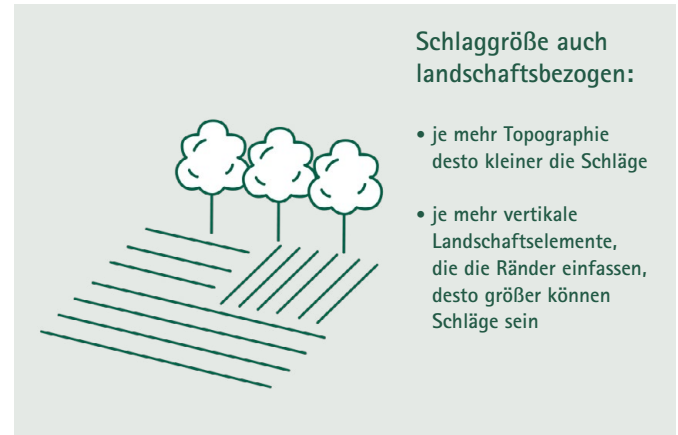 Schlaggröße auch
landschaftsbezogen:
• je mehr Topographie
desto kleiner die Schläge
• je mehr vertikale
Landschaftselemente,
die die Ränder einfassen,
desto größer können
Schläge sein